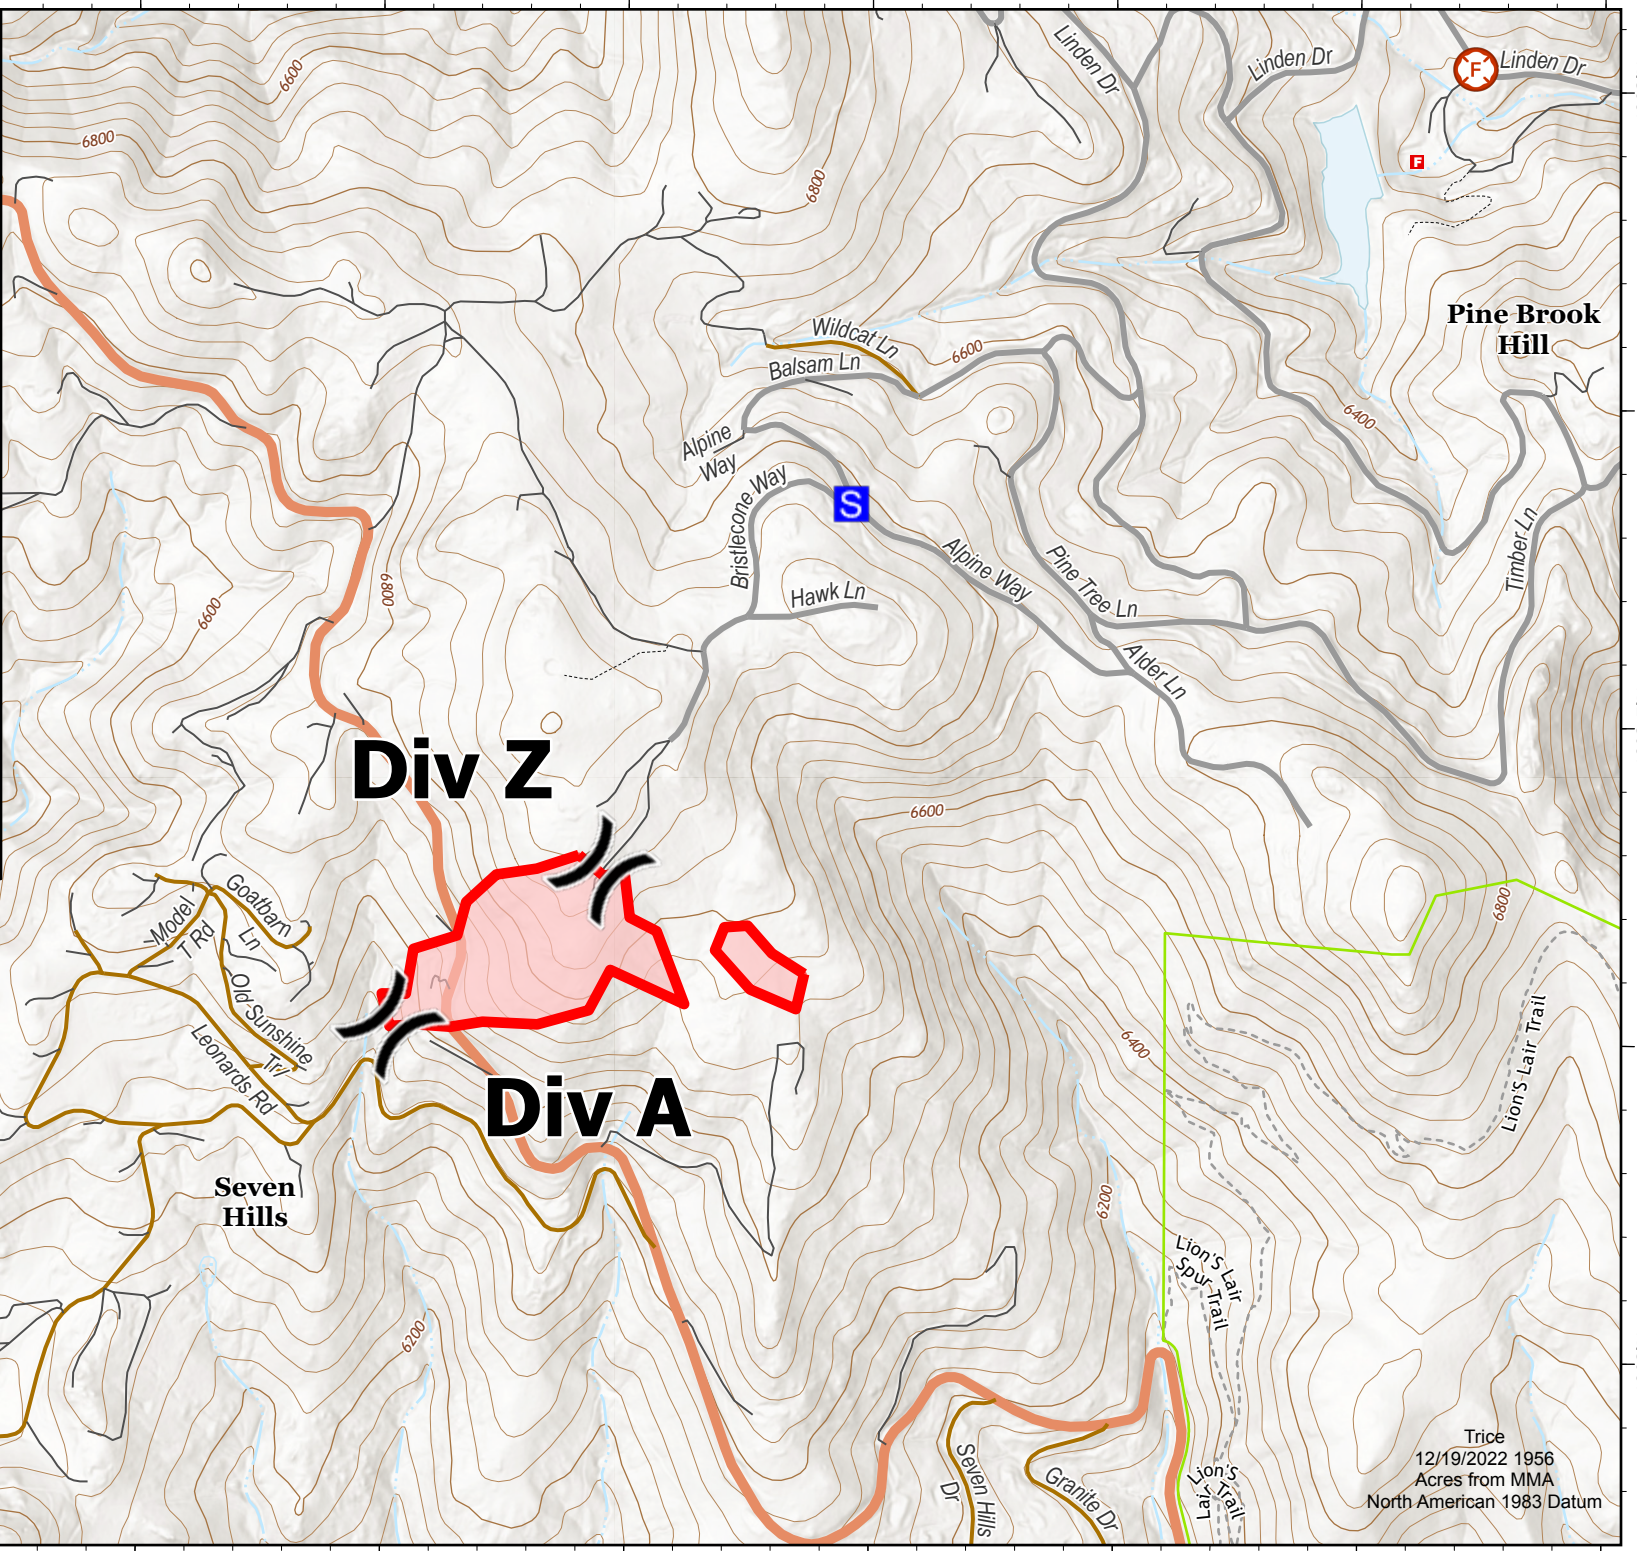 Linden Dr
Linden Dr
F
Linden Dr
6600
6800
F
6800
Pine Brook
Hill
Wildcat Ln
6600
Balsam Ln
6400
Alpine
Way
Bristlecone Way
S
Timber Ln
Alpine Way
Pine Tree Ln
6800
Hawk Ln
6600
Alder Ln
Div Z
6600
Goatbarn
Ln
Model
T Rd
6800
Old Sunshine
Trl
Leonards Rd
Lion'S Lair Trail
6400
Div A
Seven
Hills
6200
Lion'S Lair
Spur Trail
6200
Seven Hills
Dr
Granite Dr
Lion'S
Lair Trail
Trice
12/19/2022 1956
Acres from MMA
North American 1983 Datum